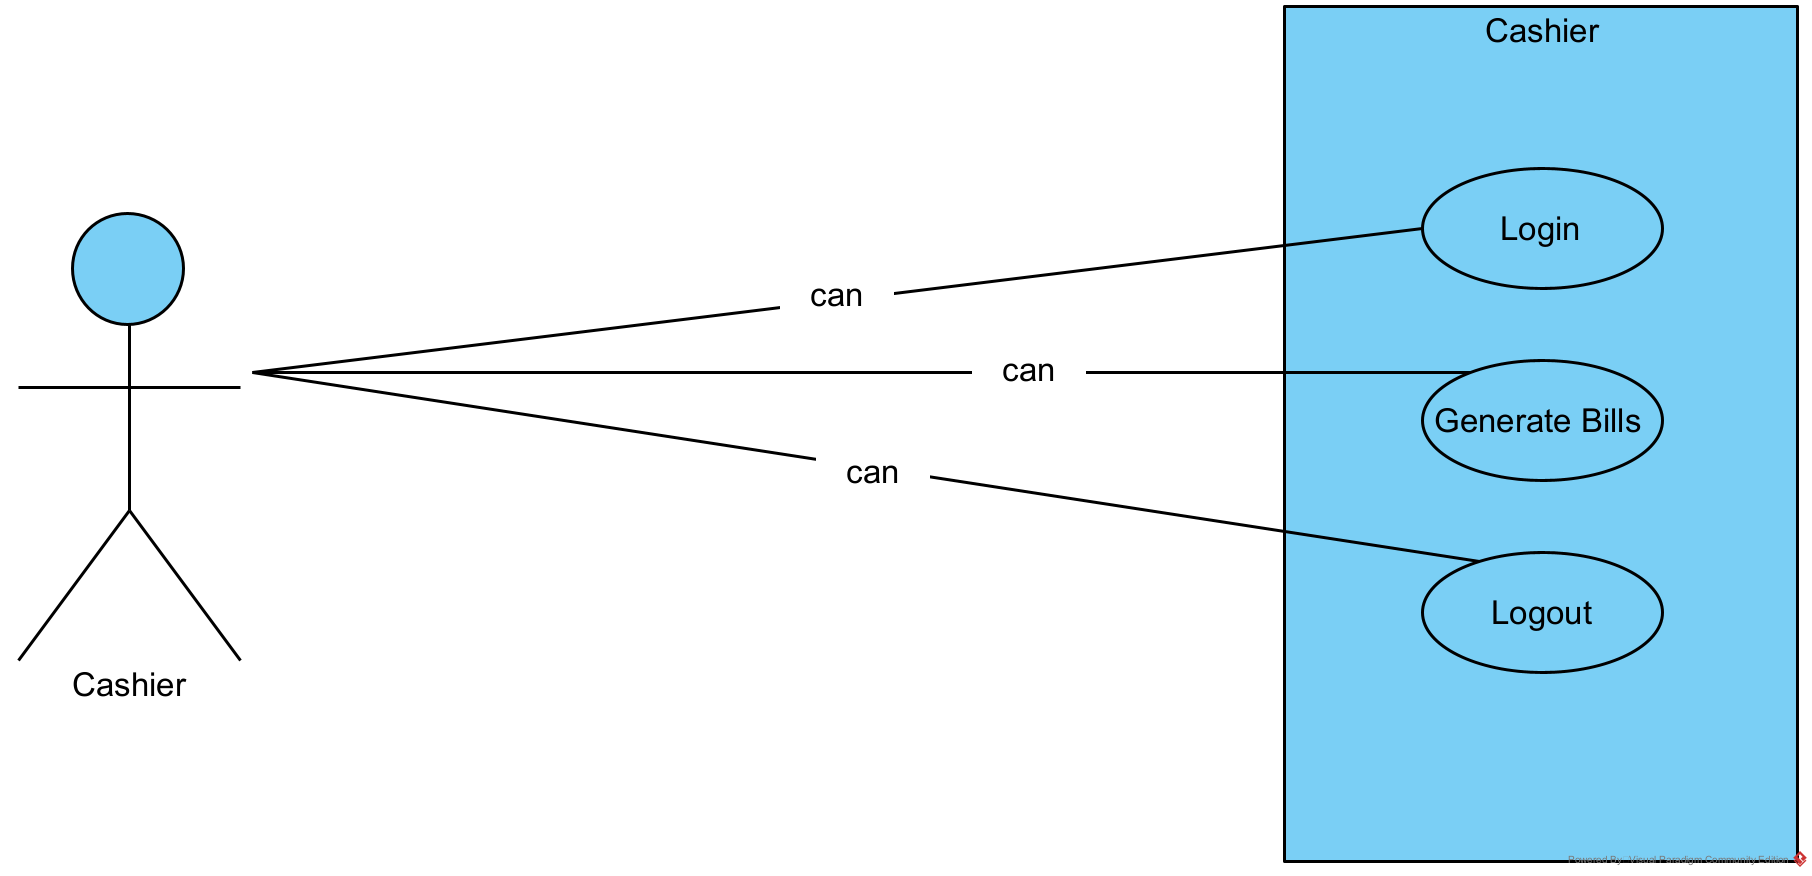 Cashier
Login
can
can
Generate Bills
can
Logout
Cashier
Powered By Visual Paradigm Community Edition